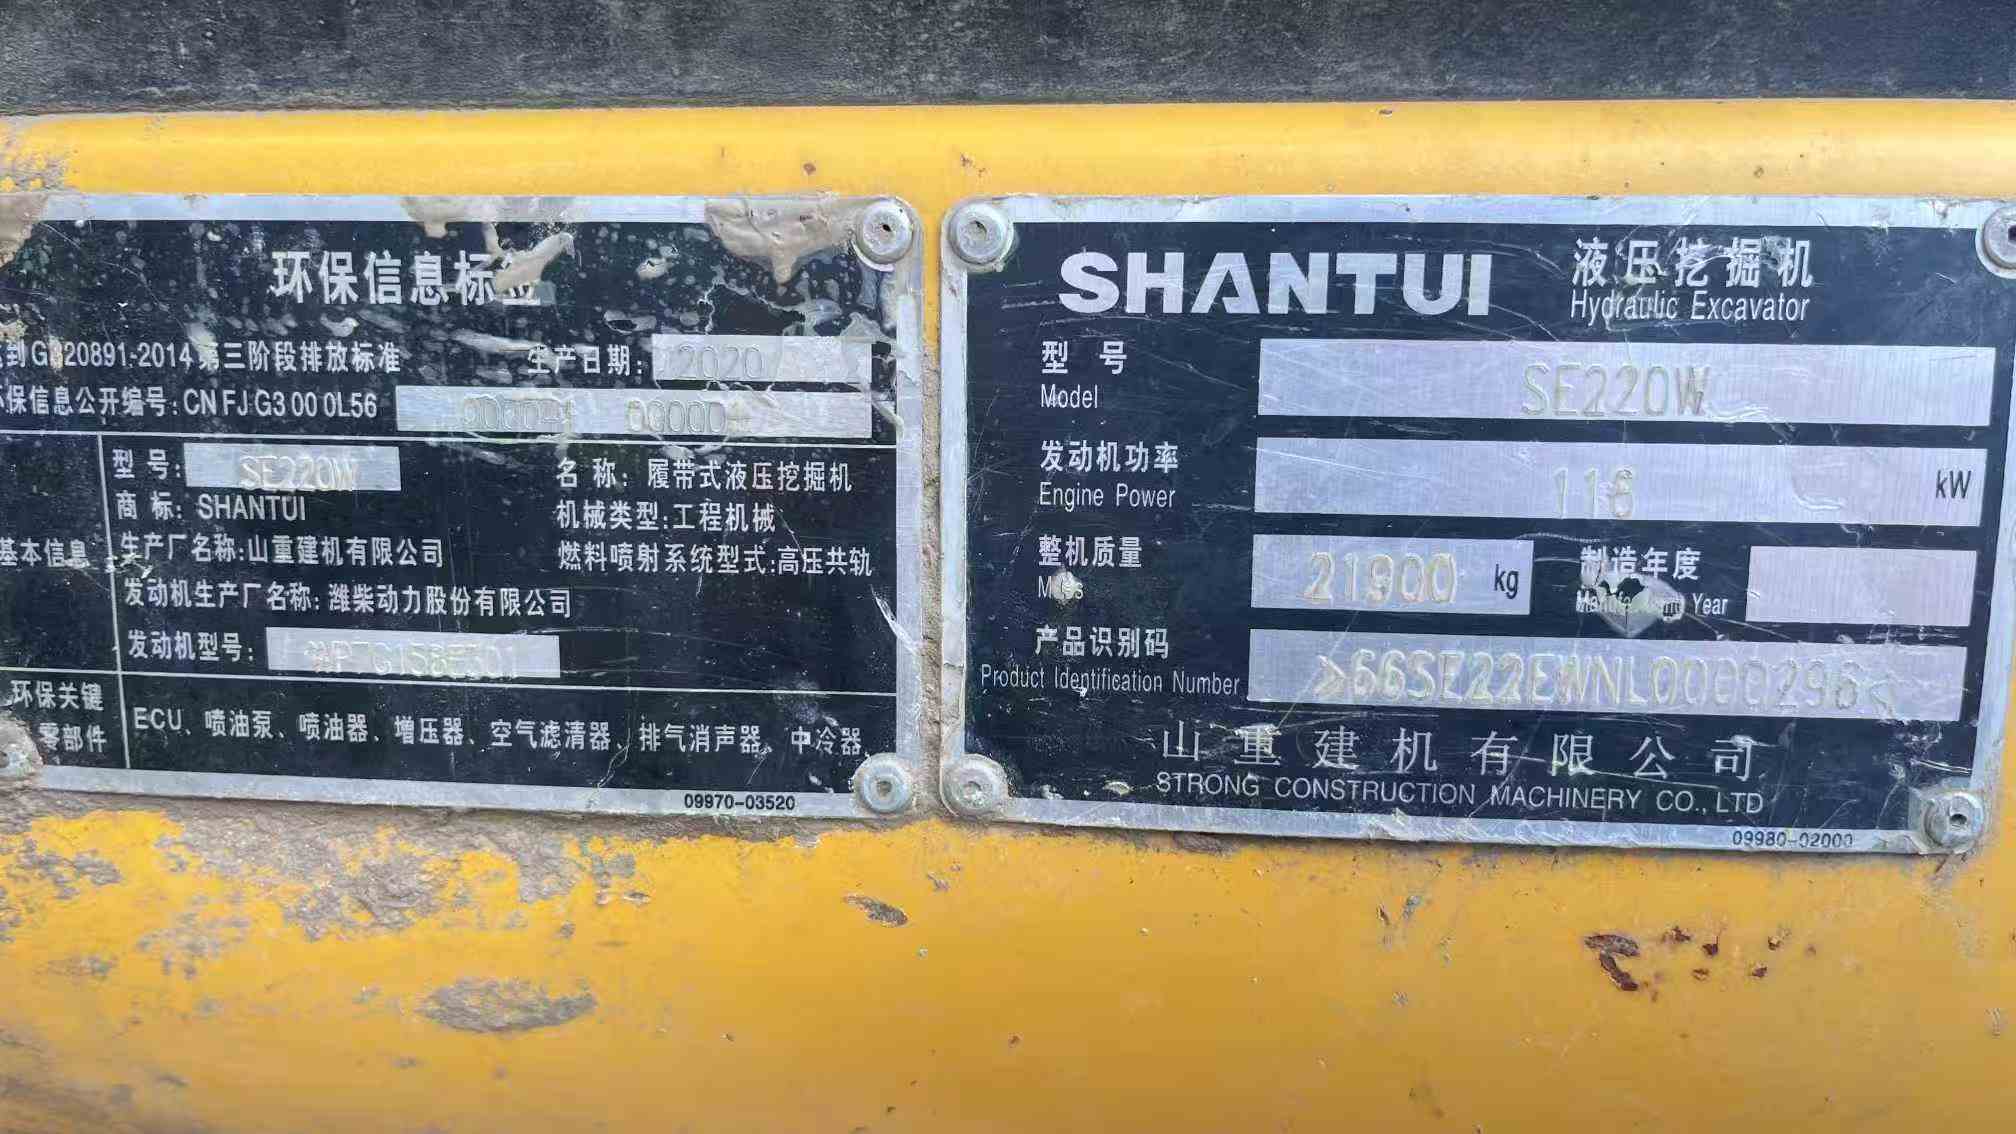 环保信息标签
到GB20891-2014第三阶段排放标准
生产日期: 2020
保信息公开编号:CN FJ G3 00 0L56
基本信息
型 号: SE220W
名 称: 履带式液压挖掘机
商 标: SHANTUI
机械类型:工程机械
生产厂名称:山重建机有限公司
燃料喷射系统型式:高压共轨
发动机生产厂名称: 潍柴动力股份有限公司
发动机型号:
环保关键
零部件
ECU、喷油泵、喷油器、增压器、空气滤清器、排气消声器、中冷器、
09970-03520
SHANTUI
液压挖掘机
Hydraulic Excavator
型 号
Model
SE220W
发动机功率
Engine Power
116 kW
整机质量
Mass
21900 kg
制造年度
Manufacturing Year
产品识别码
Product Identification Number
>66SE22EWNL0000296<
山重建机有限公司
STRONG CONSTRUCTION MACHINERY CO., LTD
09980-02000